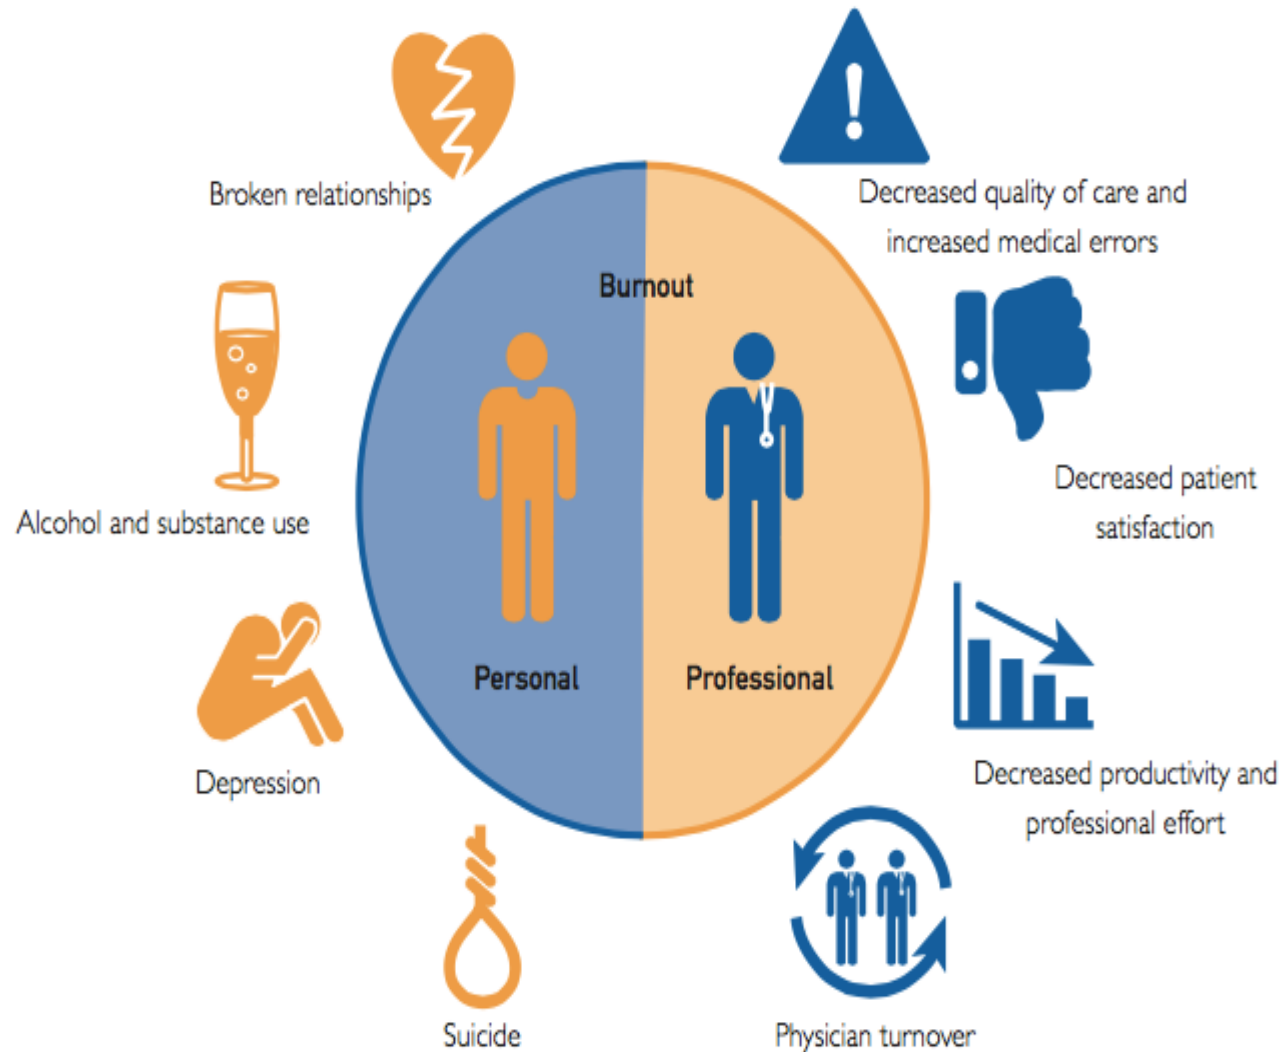 Broken relationships
Decreased quality of care and
increased medical errors
Burnout
Alcohol and substance use
Decreased patient
satisfaction
Personal
Professional
Depression
Decreased productivity and
professional effort
Suicide
Physician turnover